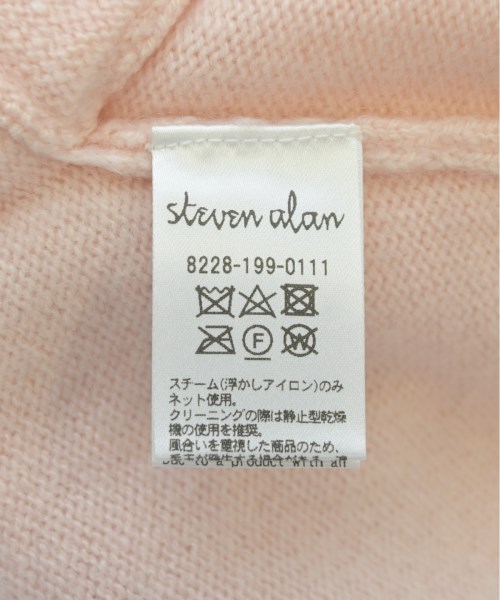 steven alan
8228-199-0111
F
W
スチーム(浮かしアイロン)のみ
ネット使用。
クリーニングの際は静止型乾燥
機の使用を推奨。
風合いを重視した商品のため、